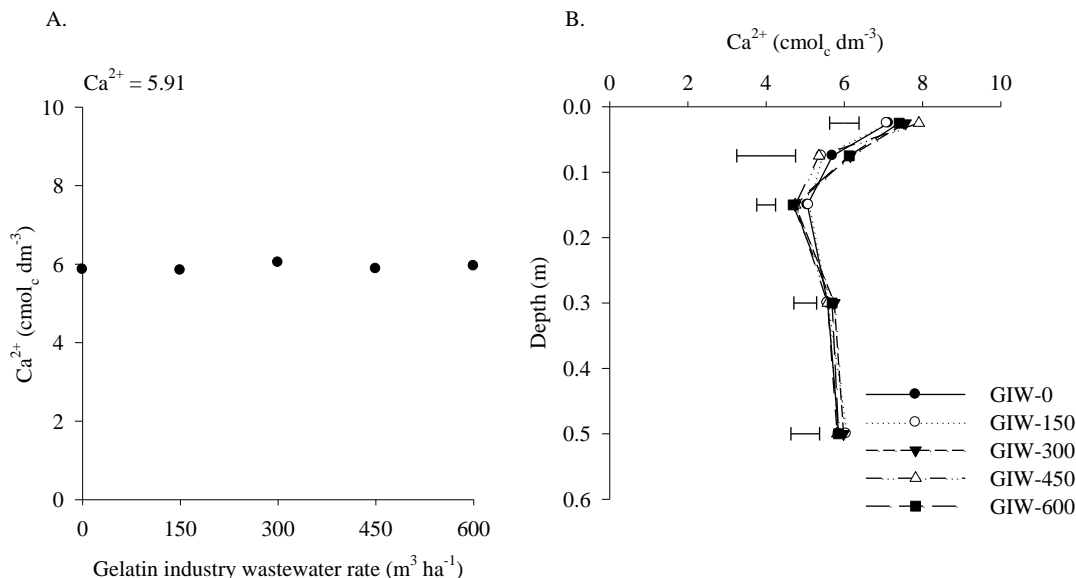 A.
Ca²⁺ = 5.91
10
8
6
4
2
0
Ca²⁺ (cmol_c dm⁻³)
0 150 300 450 600
Gelatin industry wastewater rate (m³ ha⁻¹)
B.
Ca²⁺ (cmol_c dm⁻³)
0 2 4 6 8 10
0.0
0.1
0.2
0.3
0.4
0.5
0.6
Depth (m)
GIW-0
GIW-150
GIW-300
GIW-450
GIW-600